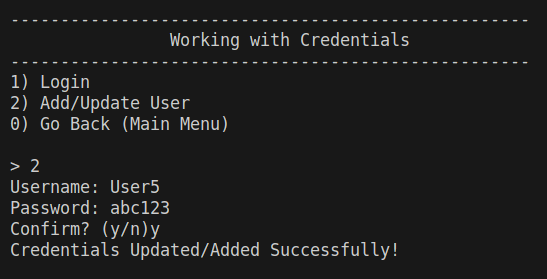 ----------------------------------------------------
Working with Credentials
----------------------------------------------------
1) Login
2) Add/Update User
0) Go Back (Main Menu)
> 2
Username: User5
Password: abc123
Confirm? (y/n)y
Credentials Updated/Added Successfully!